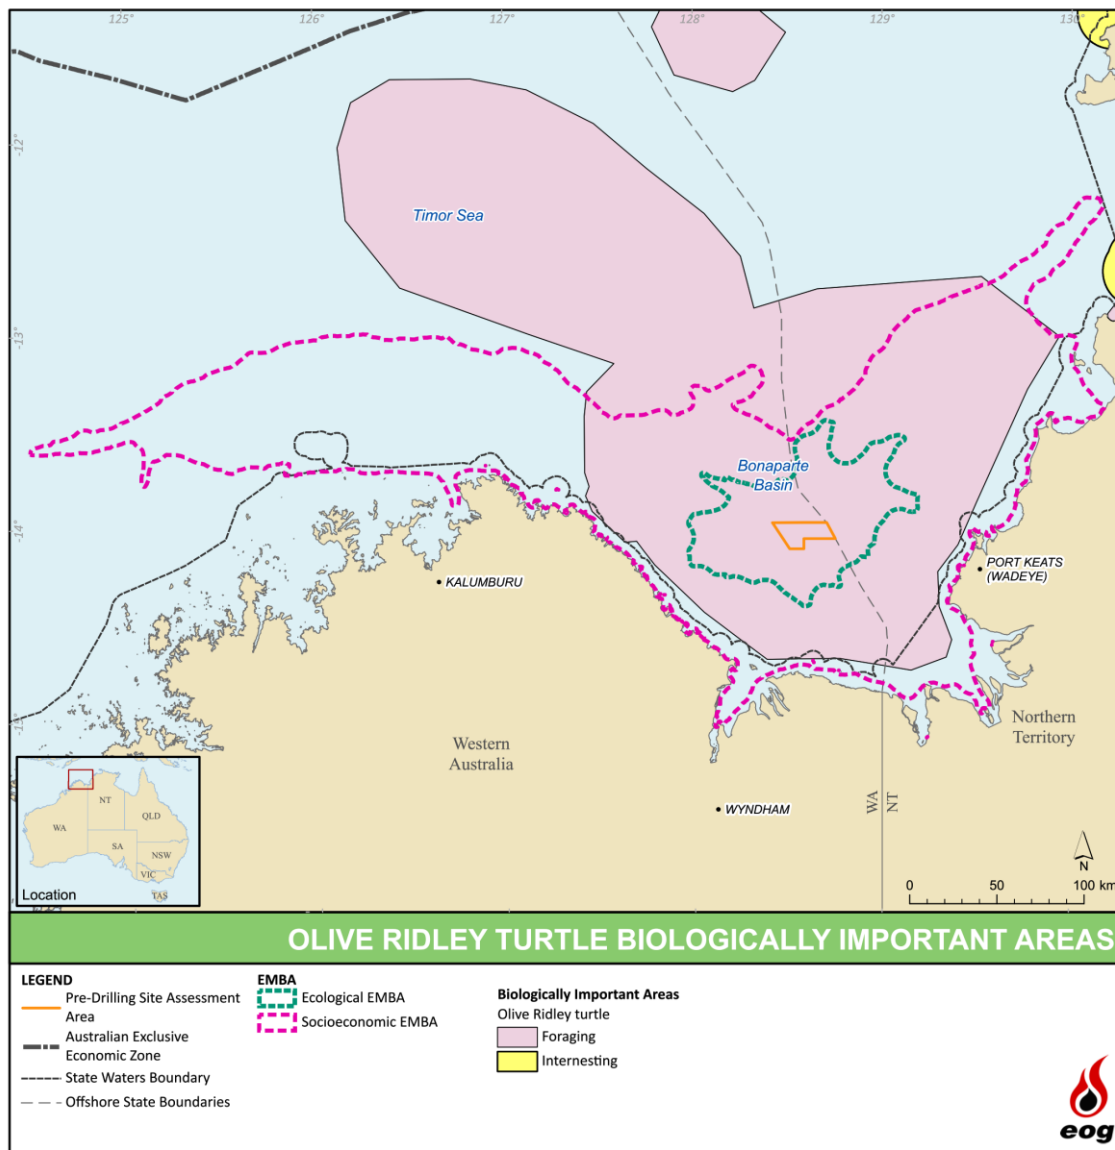 125°
126°
127°
128°
129°
130°
-12°
Timor Sea
-13°
Bonaparte
Basin
-14°
KALUMBURU
PORT KEATS
(WADEYE)
Northern
Territory
Western
Australia
WA
NT
WYNDHAM
WA
NT
QLD
SA
NSW
VIC
TAS
Location
N
0 50 100 km
OLIVE RIDLEY TURTLE BIOLOGICALLY IMPORTANT AREAS
LEGEND
Pre-Drilling Site Assessment
Area
Australian Exclusive
Economic Zone
State Waters Boundary
Offshore State Boundaries
EMBA
Ecological EMBA
Socioeconomic EMBA
Biologically Important Areas
Olive Ridley turtle
Foraging
Internesting
eog